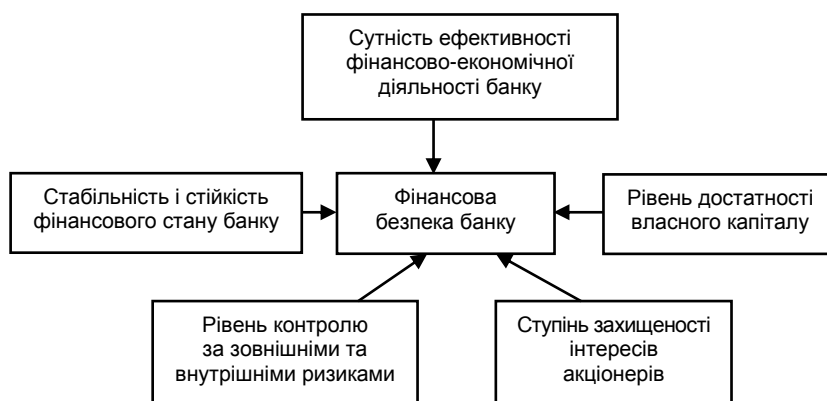 Сутність ефективності
фінансово-економічної
діяльності банку
Стабільність і стійкість
фінансового стану банку
Фінансова
безпека банку
Рівень достатності
власного капіталу
Рівень контролю
за зовнішніми та
внутрішніми ризиками
Ступінь захищеності
інтересів
акціонерів